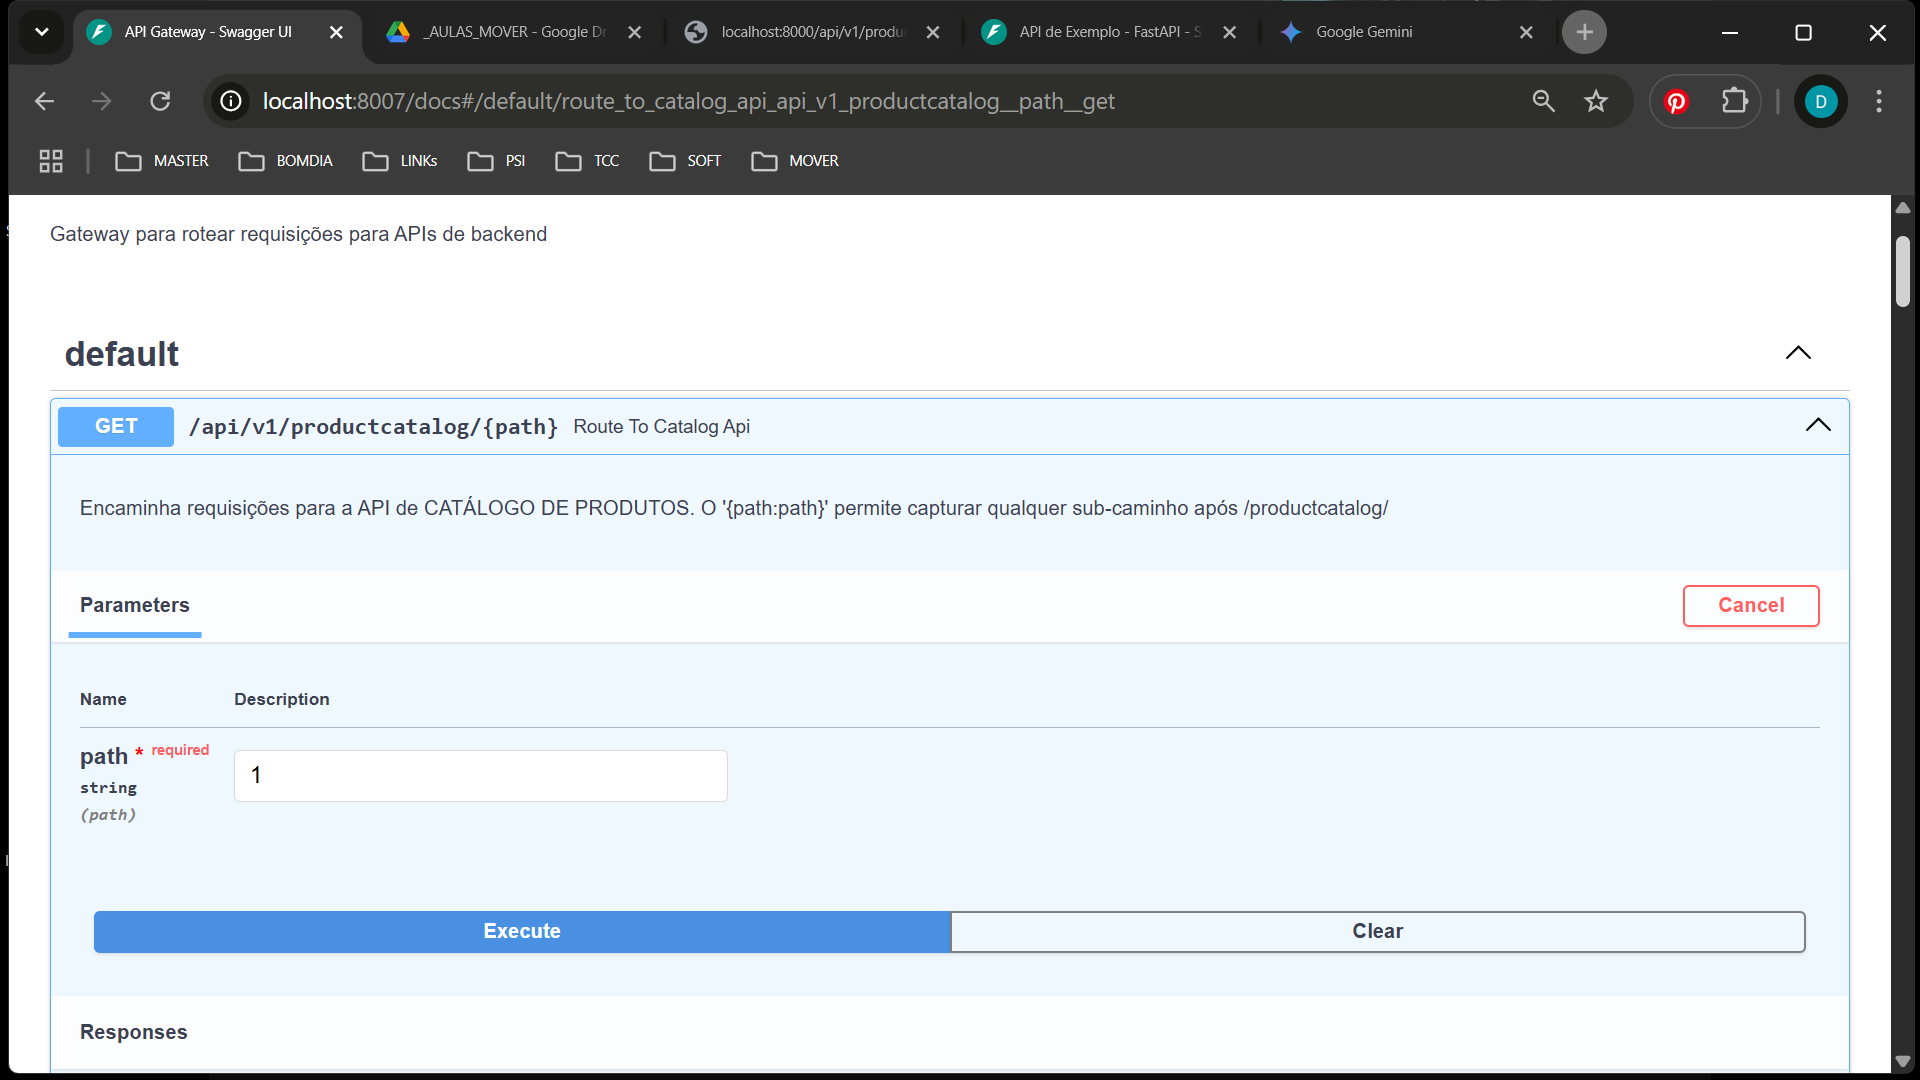 API Gateway - Swagger UI
_AULAS_MOVER - Google Dr
localhost:8000/api/v1/produ
API de Exemplo - FastAPI - S
Google Gemini
localhost:8007/docs#/default/route_to_catalog_api_api_v1_productcatalog__path__get
D
MASTER
BOMDIA
LINKs
PSI
TCC
SOFT
MOVER
Gateway para rotear requisições para APIs de backend
default
GET /api/v1/productcatalog/{path} Route To Catalog Api
Encaminha requisições para a API de CATÁLOGO DE PRODUTOS. O '{path:path}' permite capturar qualquer sub-caminho após /productcatalog/
Parameters
Cancel
Name Description
path * required
string
(path)
1
Execute
Clear
Responses